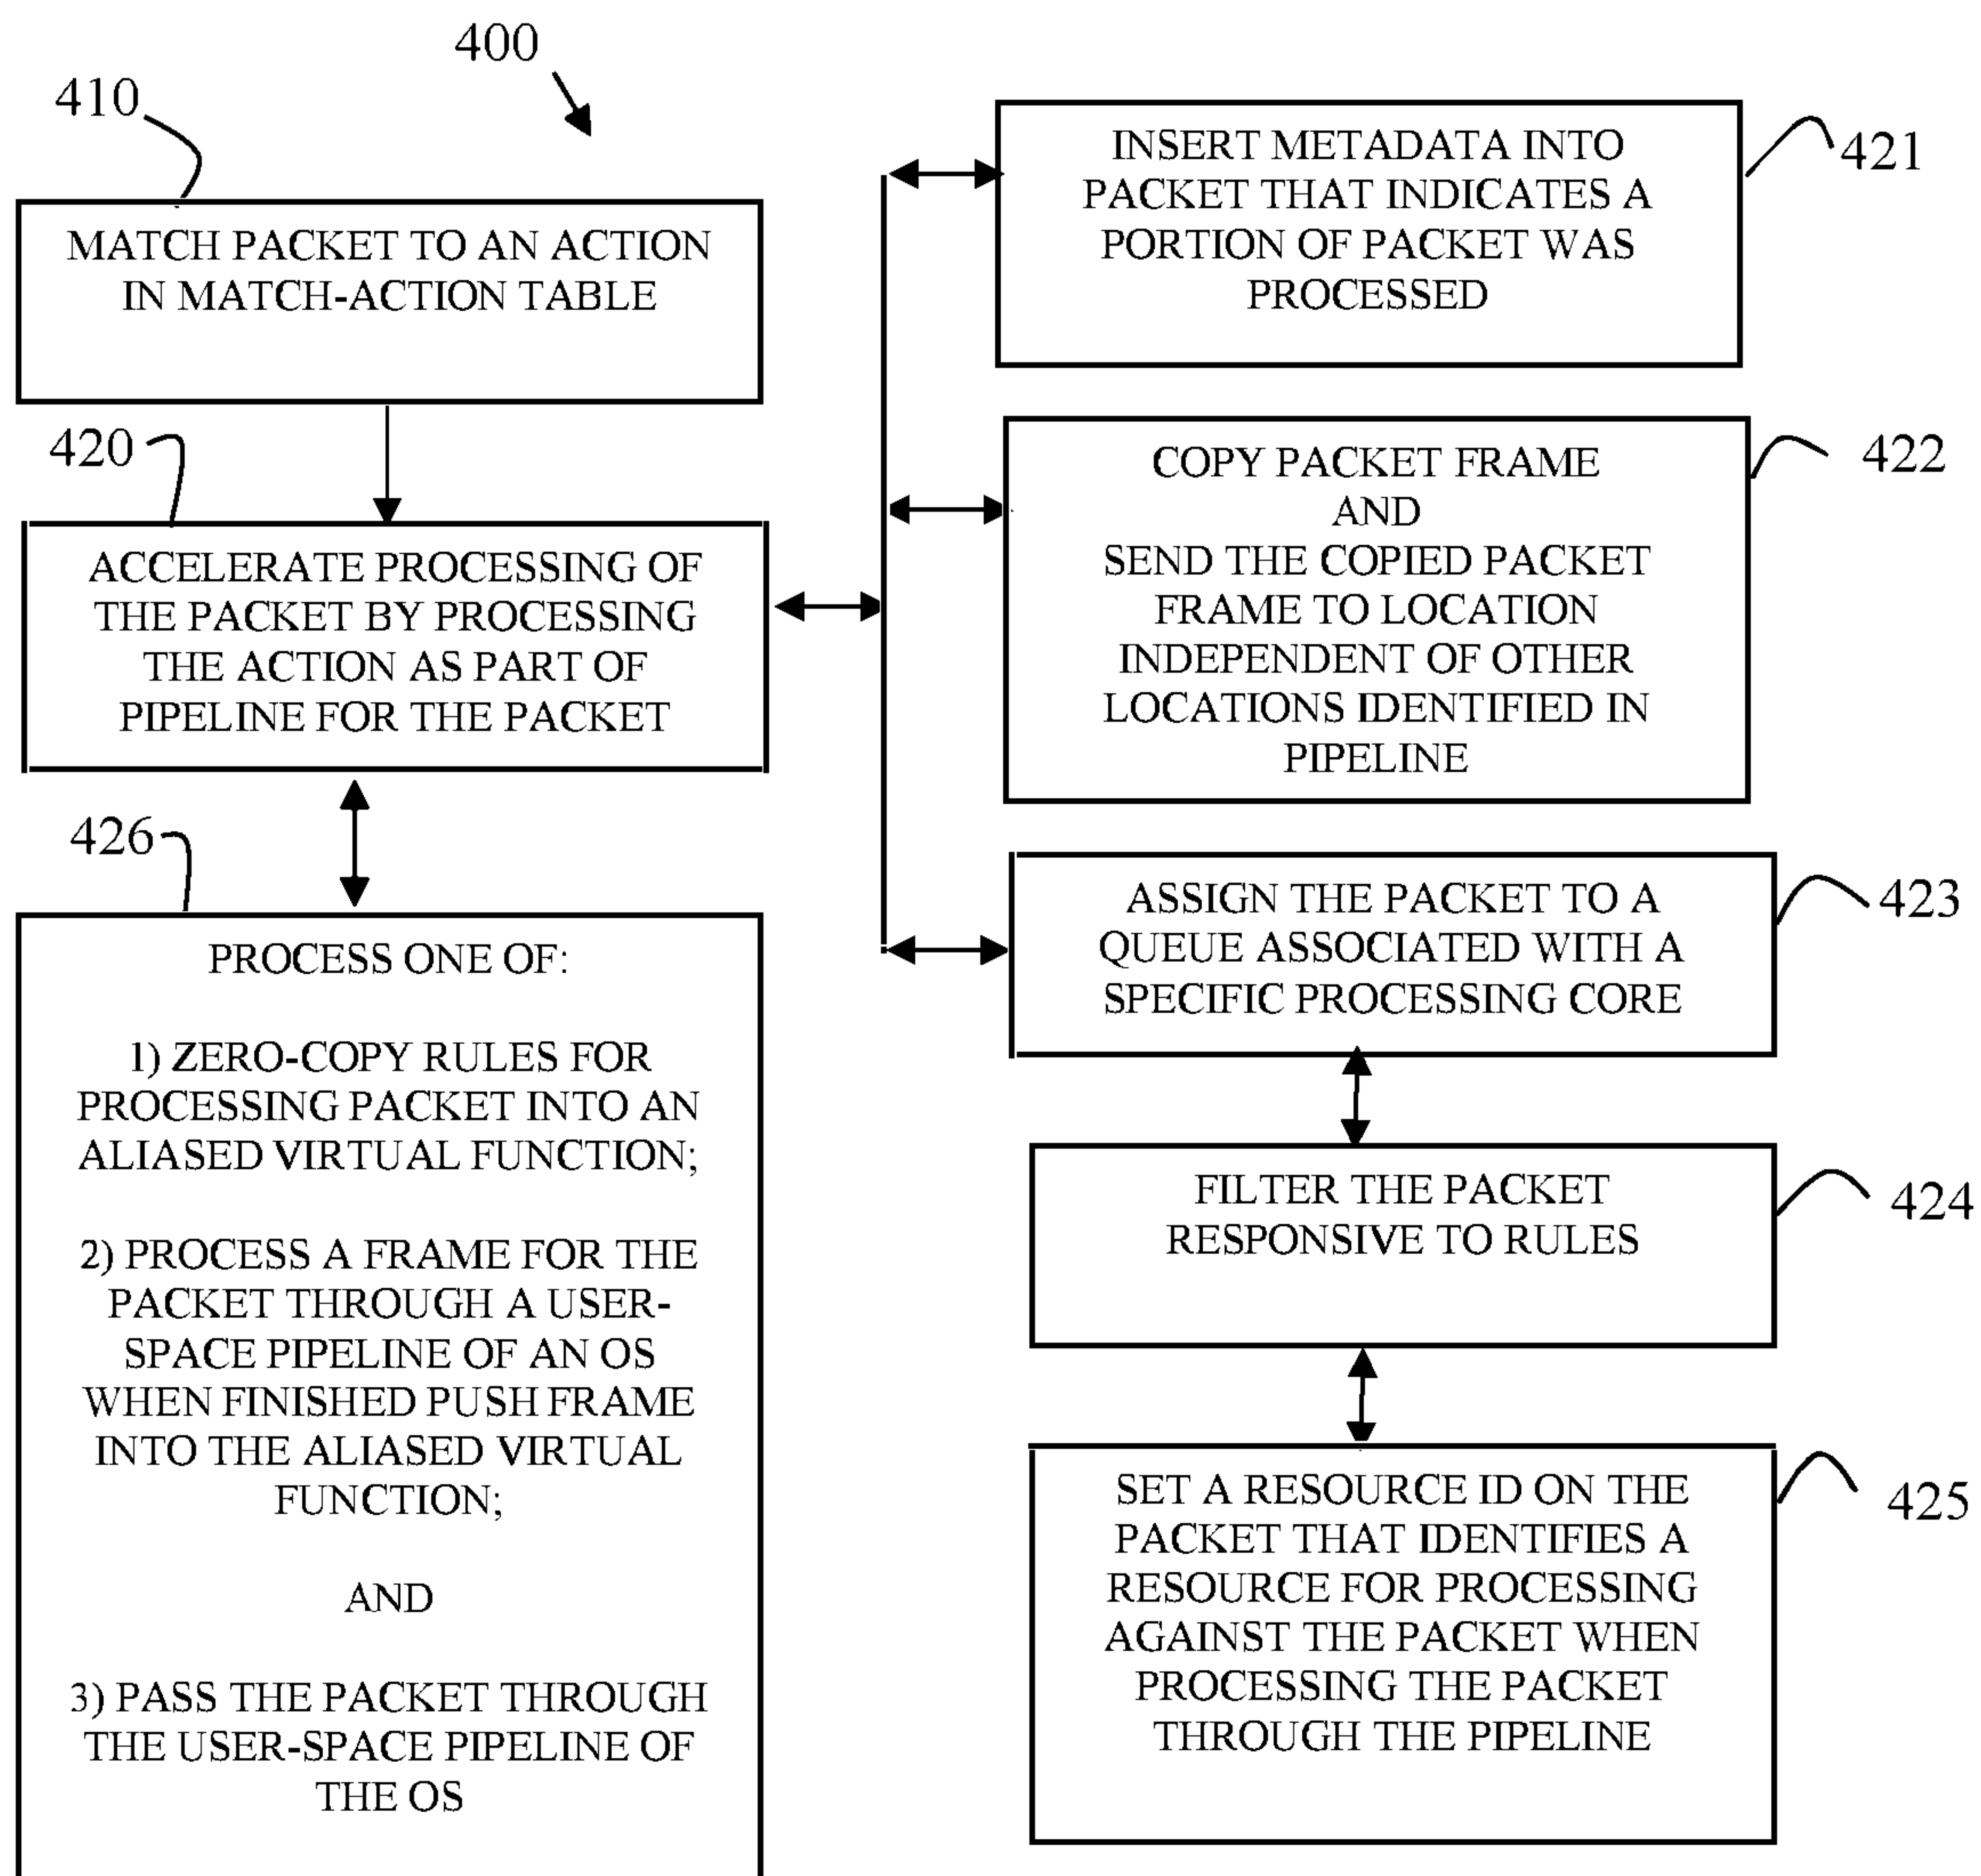 400
410
MATCH PACKET TO AN ACTION
IN MATCH-ACTION TABLE
420
ACCELERATE PROCESSING OF
THE PACKET BY PROCESSING
THE ACTION AS PART OF
PIPELINE FOR THE PACKET
426
PROCESS ONE OF:
1) ZERO-COPY RULES FOR
PROCESSING PACKET INTO AN
ALIASED VIRTUAL FUNCTION;
2) PROCESS A FRAME FOR THE
PACKET THROUGH A USER-
SPACE PIPELINE OF AN OS
WHEN FINISHED PUSH FRAME
INTO THE ALIASED VIRTUAL
FUNCTION;
AND
3) PASS THE PACKET THROUGH
THE USER-SPACE PIPELINE OF
THE OS
INSERT METADATA INTO
PACKET THAT INDICATES A
PORTION OF PACKET WAS
PROCESSED
421
COPY PACKET FRAME
AND
SEND THE COPIED PACKET
FRAME TO LOCATION
INDEPENDENT OF OTHER
LOCATIONS IDENTIFIED IN
PIPELINE
422
ASSIGN THE PACKET TO A
QUEUE ASSOCIATED WITH A
SPECIFIC PROCESSING CORE
423
FILTER THE PACKET
RESPONSIVE TO RULES
424
SET A RESOURCE ID ON THE
PACKET THAT IDENTIFIES A
RESOURCE FOR PROCESSING
AGAINST THE PACKET WHEN
PROCESSING THE PACKET
THROUGH THE PIPELINE
425